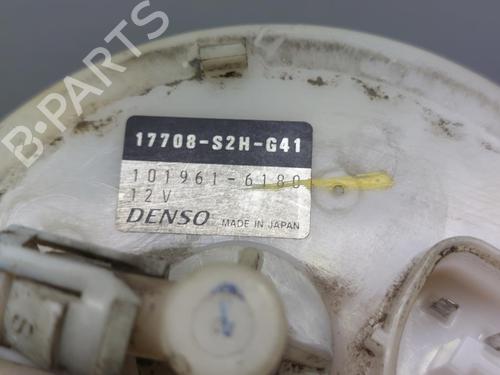 B-PARTS
17708-S2H-G41
101961-6180
12V
DENSO MADE IN JAPAN